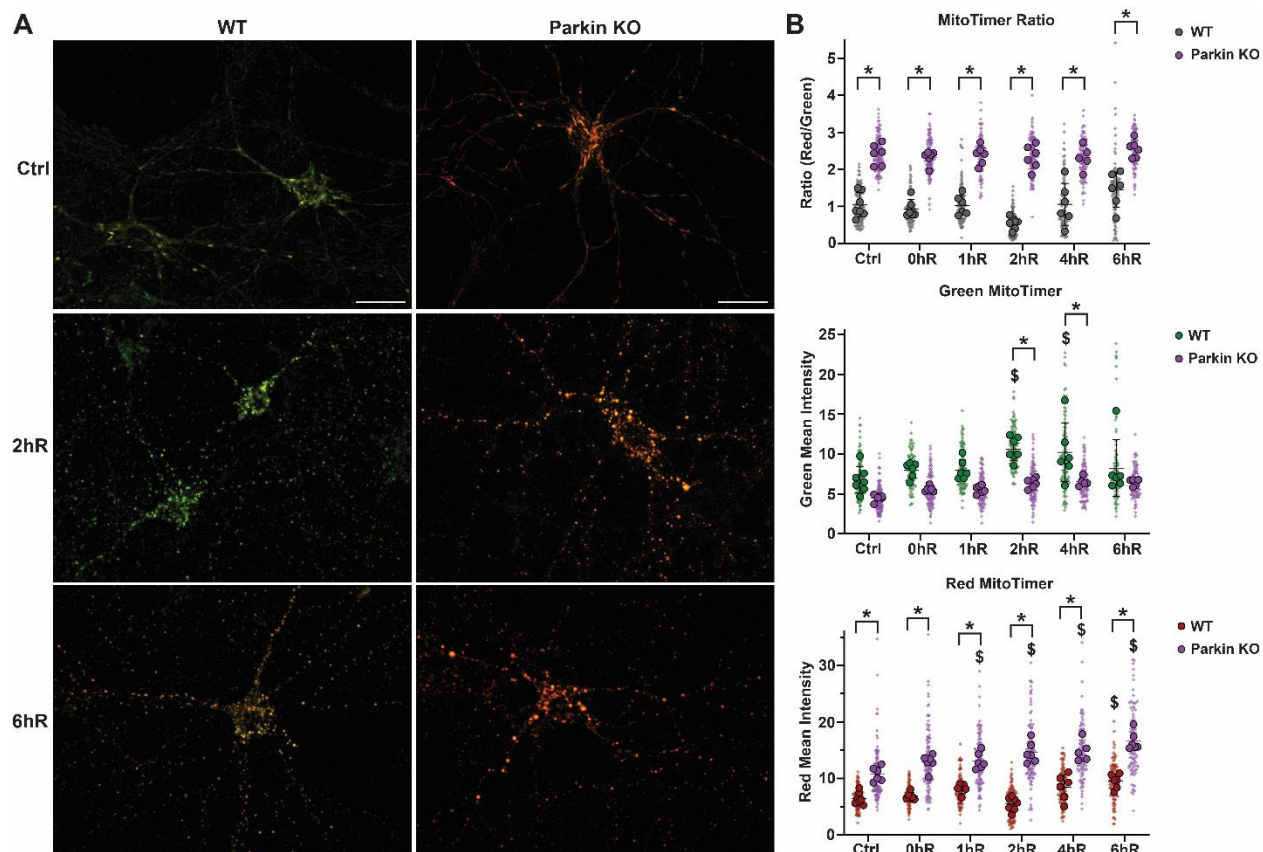 A
WT
Parkin KO
Ctrl
2hR
6hR
B
MitoTimer Ratio
Ratio (Red/Green)
5
4
3
2
1
0
* * * * * *
Ctrl 0hR 1hR 2hR 4hR 6hR
WT
Parkin KO
Green MitoTimer
Green Mean Intensity
25
20
15
10
5
0
* *
$ $
Ctrl 0hR 1hR 2hR 4hR 6hR
WT
Parkin KO
Red MitoTimer
Red Mean Intensity
30
20
10
0
* * * * * *
$ $ $ $ $
Ctrl 0hR 1hR 2hR 4hR 6hR
WT
Parkin KO